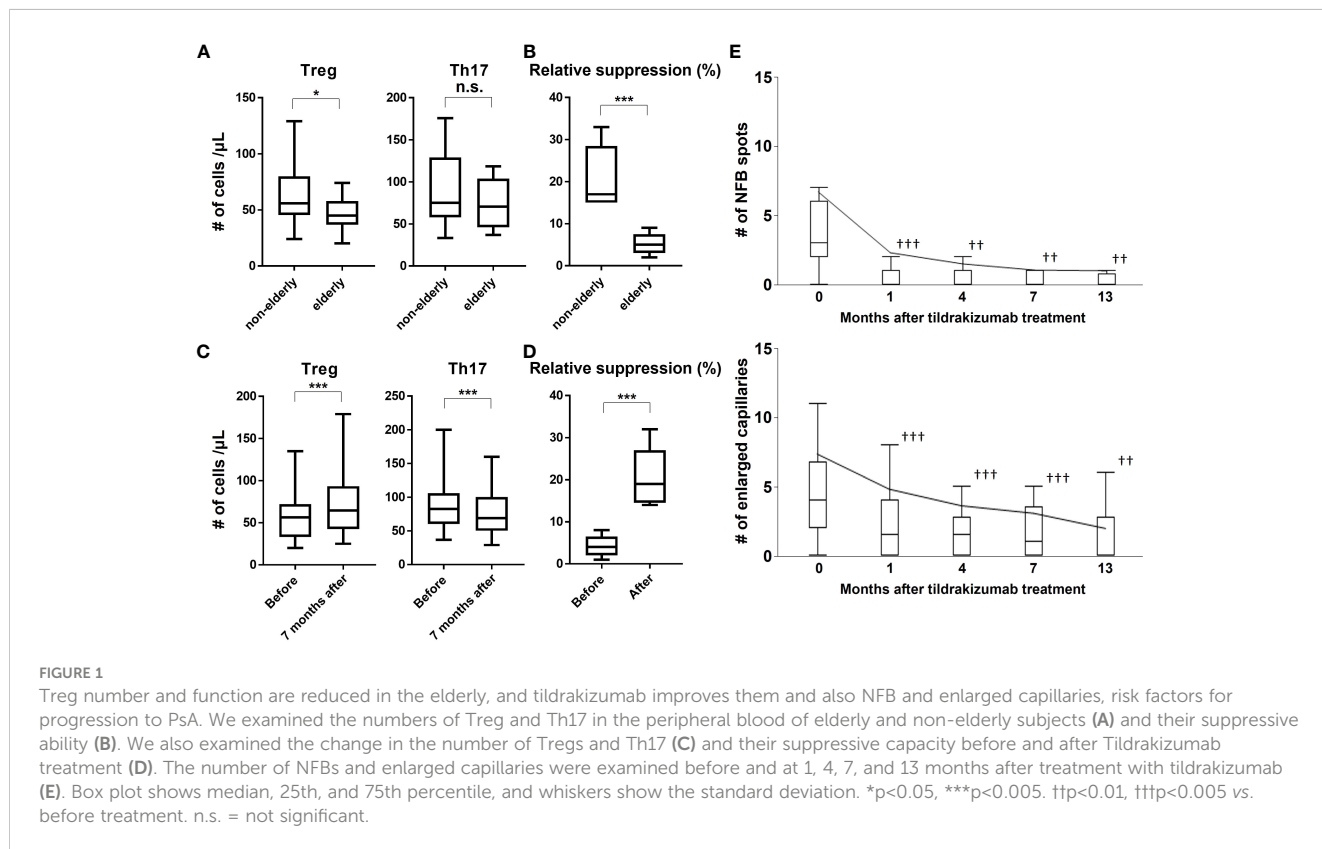 A
Treg
*
# of cells /µL
150
100
50
0
non-elderly
elderly
Th17
n.s.
200
150
100
50
0
non-elderly
elderly
B
Relative suppression (%)
***
40
30
20
10
0
non-elderly
elderly
C
Treg
***
# of cells /µL
200
150
100
50
0
Before
7 months after
Th17
***
250
200
150
100
50
0
Before
7 months after
D
Relative suppression (%)
***
40
30
20
10
0
Before
After
E
# of NFB spots
15
10
5
0
†††
††
††
††
0 1 4 7 13
Months after tildrakizumab treatment
# of enlarged capillaries
15
10
5
0
†††
†††
†††
††
0 1 4 7 13
Months after tildrakizumab treatment
FIGURE 1
Treg number and function are reduced in the elderly, and tildrakizumab improves them and also NFB and enlarged capillaries, risk factors for
progression to PsA. We examined the numbers of Treg and Th17 in the peripheral blood of elderly and non-elderly subjects (A) and their suppressive
ability (B). We also examined the change in the number of Tregs and Th17 (C) and their suppressive capacity before and after Tildrakizumab
treatment (D). The number of NFBs and enlarged capillaries were examined before and at 1, 4, 7, and 13 months after treatment with tildrakizumab
(E). Box plot shows median, 25th, and 75th percentile, and whiskers show the standard deviation. *p<0.05, ***p<0.005. ††p<0.01, †††p<0.005 vs.
before treatment. n.s. = not significant.